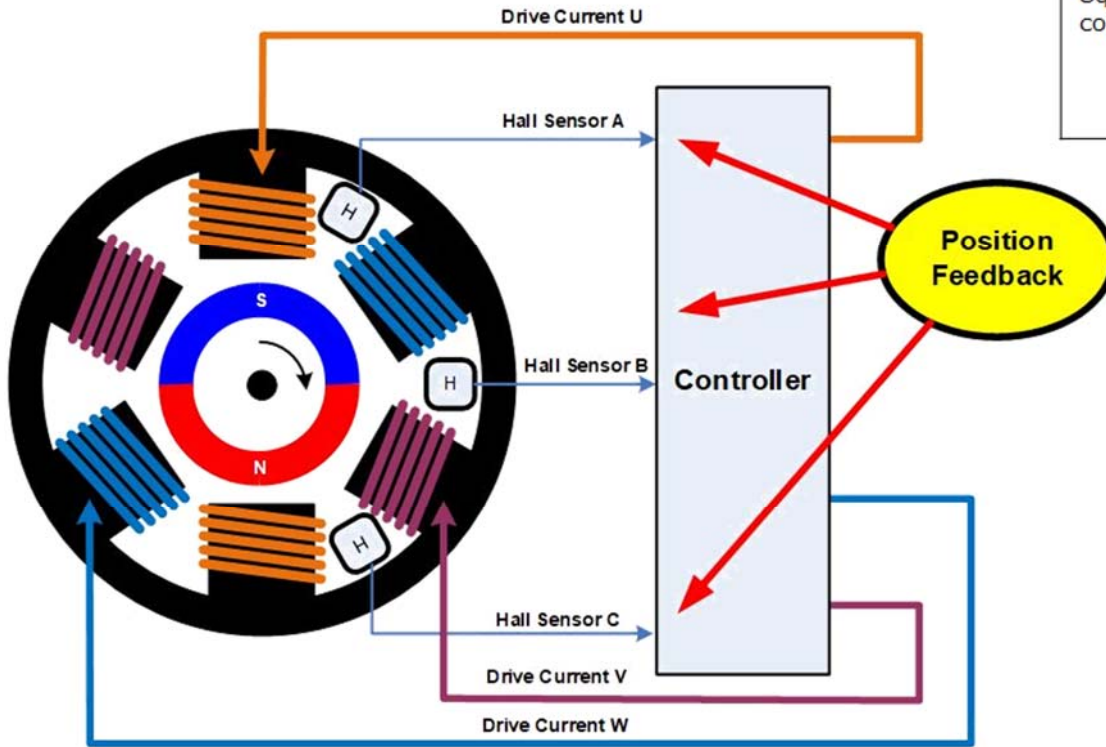 Drive Current U
Hall Sensor A
H
S
Position
Feedback
Hall Sensor B
H
Controller
N
H
Hall Sensor C
Drive Current V
Drive Current W